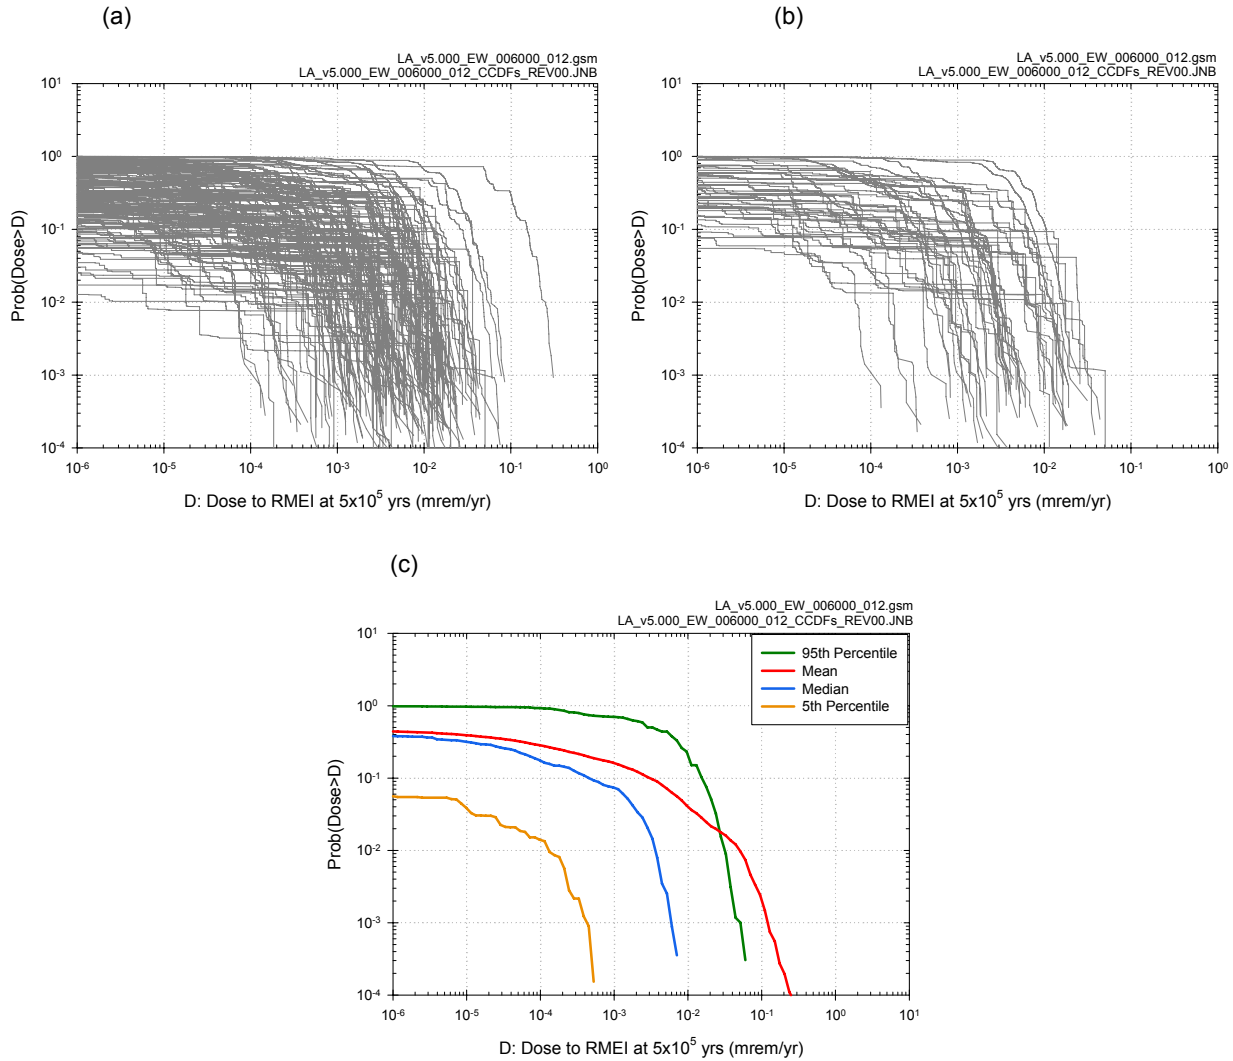 (a)
LA_v5.000_EW_006000_012.gsm
LA_v5.000_EW_006000_012_CCDFs_REV00.JNB
10¹
10⁰
10⁻¹
10⁻²
10⁻³
10⁻⁴
Prob(Dose>D)
10⁻⁶ 10⁻⁵ 10⁻⁴ 10⁻³ 10⁻² 10⁻¹ 10⁰
D: Dose to RMEI at 5x10⁵ yrs (mrem/yr)
(b)
LA_v5.000_EW_006000_012.gsm
LA_v5.000_EW_006000_012_CCDFs_REV00.JNB
10¹
10⁰
10⁻¹
10⁻²
10⁻³
10⁻⁴
Prob(Dose>D)
10⁻⁶ 10⁻⁵ 10⁻⁴ 10⁻³ 10⁻² 10⁻¹ 10⁰
D: Dose to RMEI at 5x10⁵ yrs (mrem/yr)
(c)
LA_v5.000_EW_006000_012.gsm
LA_v5.000_EW_006000_012_CCDFs_REV00.JNB
95th Percentile
Mean
Median
5th Percentile
10¹
10⁰
10⁻¹
10⁻²
10⁻³
10⁻⁴
Prob(Dose>D)
10⁻⁶ 10⁻⁵ 10⁻⁴ 10⁻³ 10⁻² 10⁻¹ 10⁰ 10¹
D: Dose to RMEI at 5x10⁵ yrs (mrem/yr)